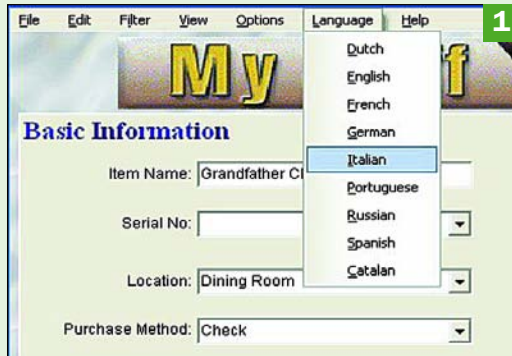 File Edit Filter View Options Language Help
1
Dutch
English
French
German
Italian
Portuguese
Russian
Spanish
Catalan
My f
Basic Information
Item Name: Grandfather Cl
Serial No:
Location: Dining Room
Purchase Method: Check